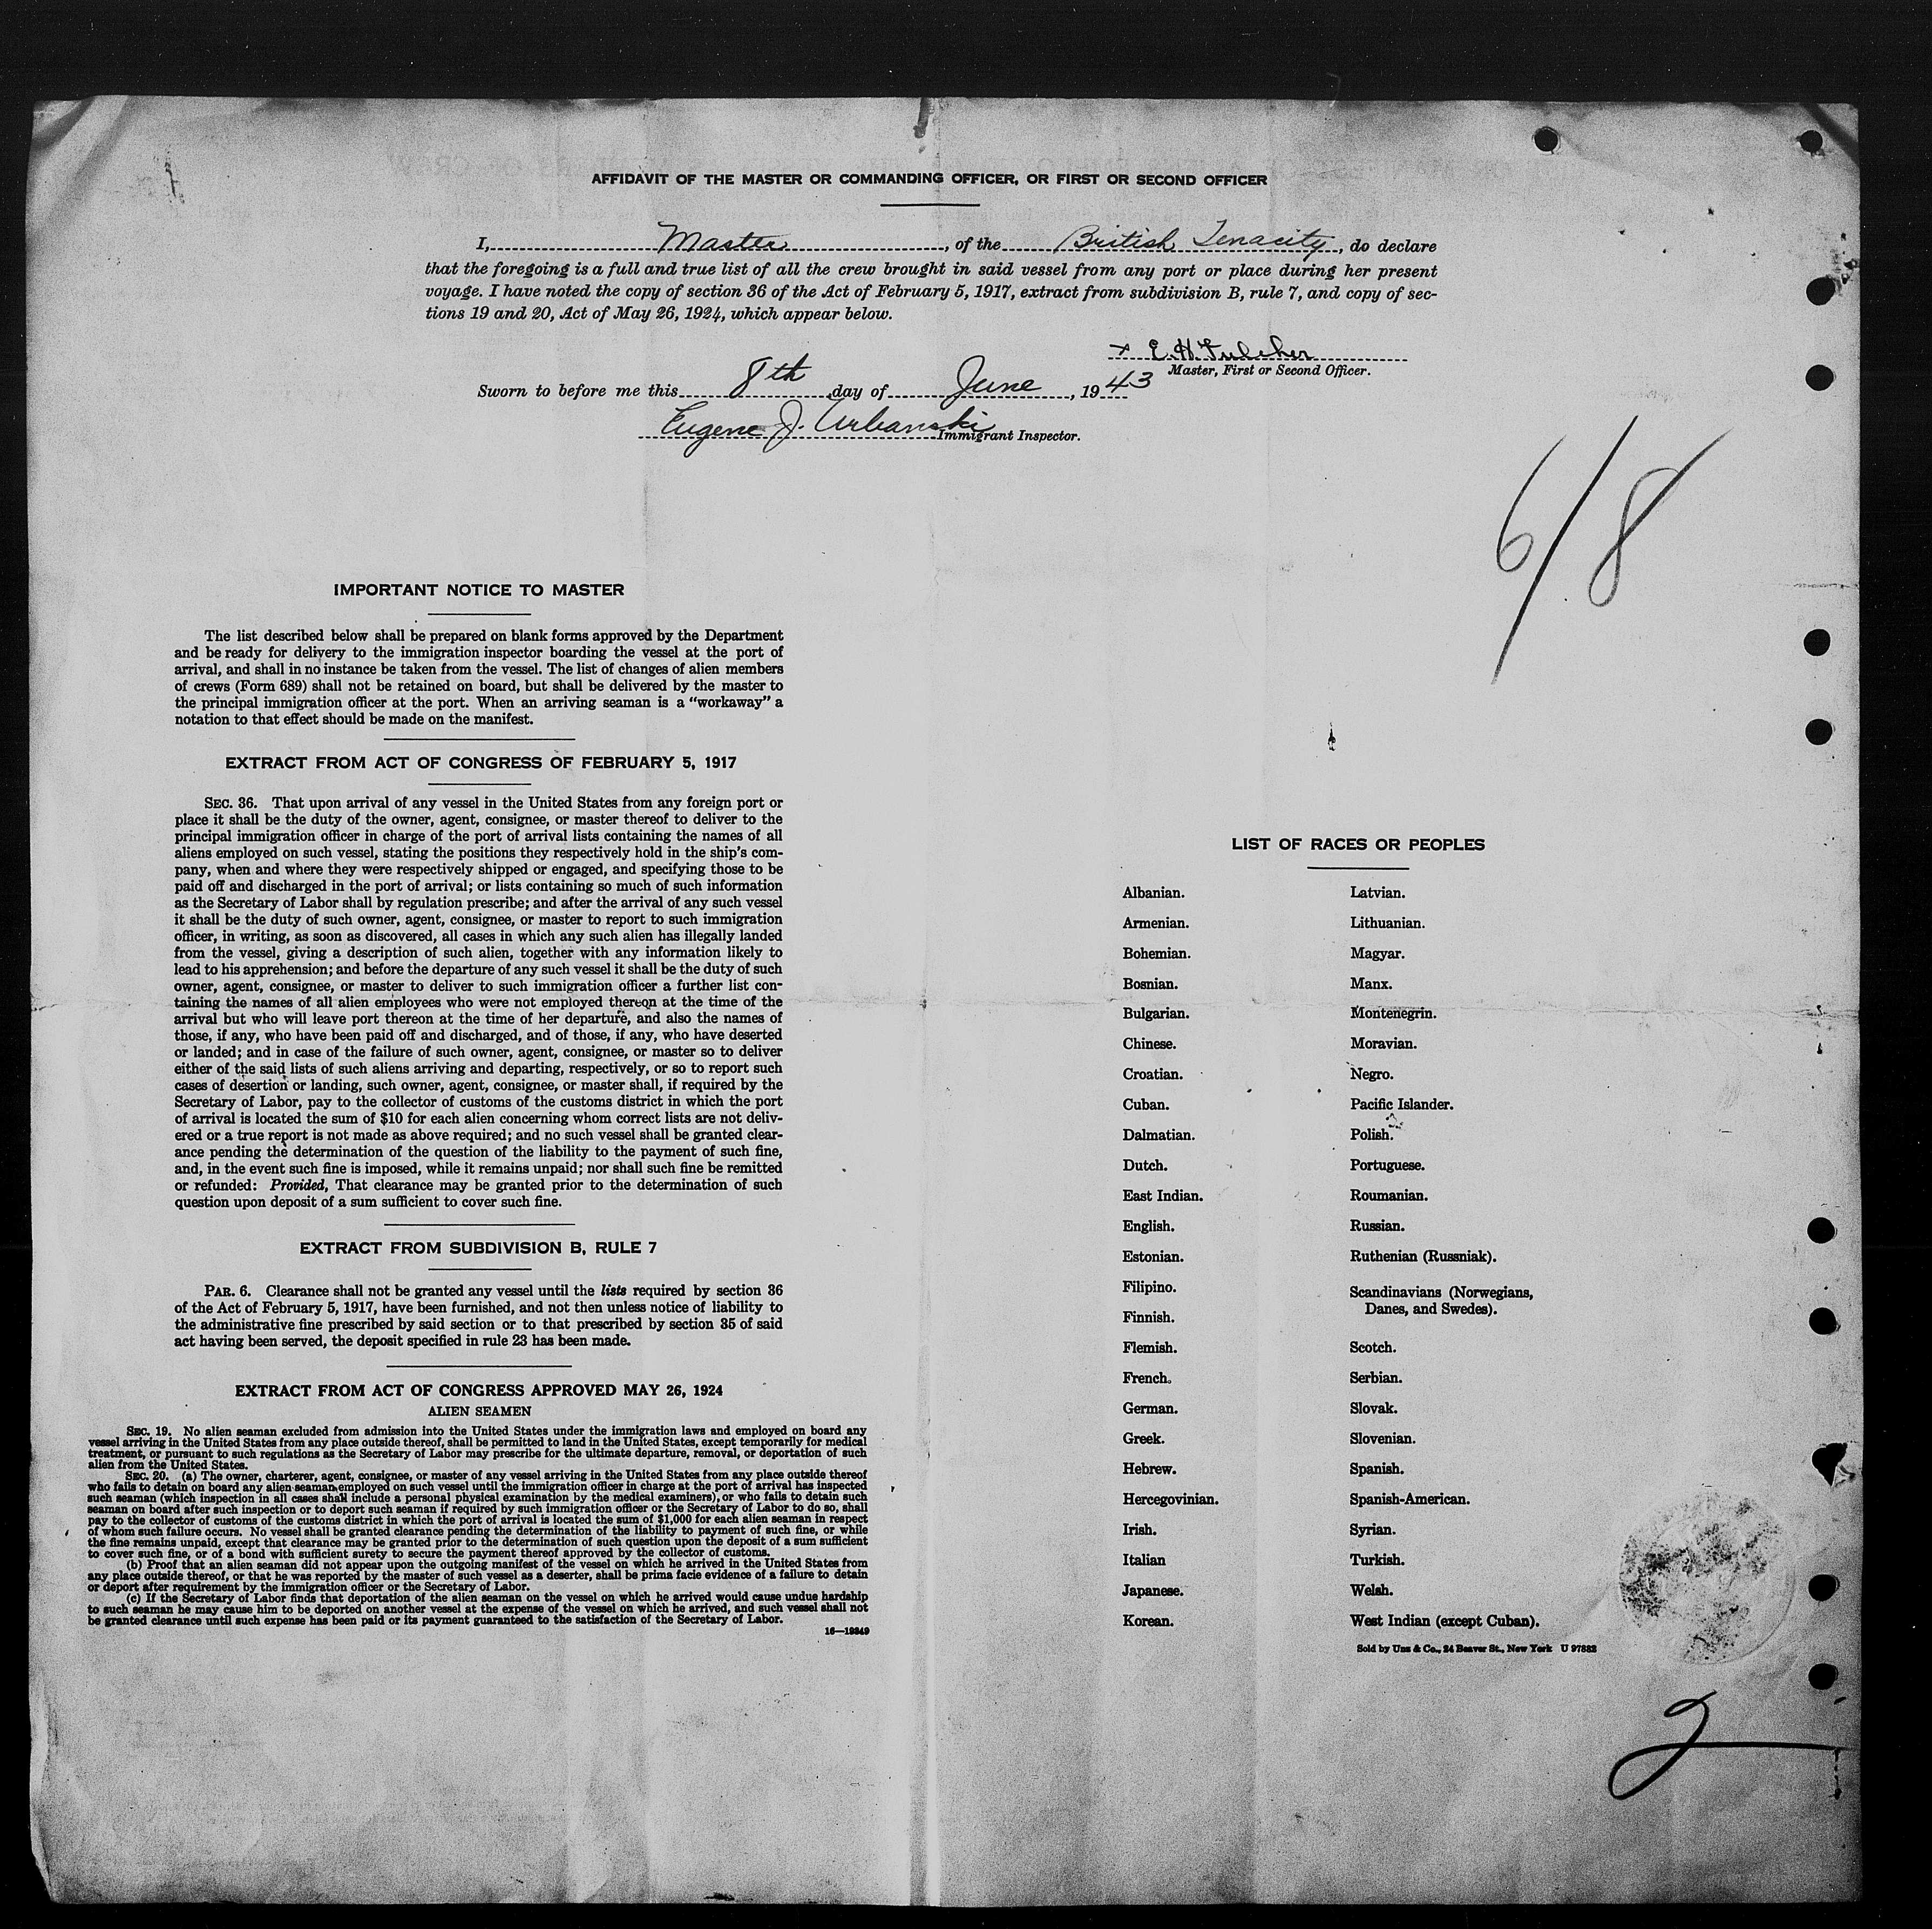 AFFIDAVIT OF THE MASTER OR COMMANDING OFFICER, OR FIRST OR SECOND OFFICER
I, Master, of the British Tenacity, do declare
that the foregoing is a full and true list of all the crew brought in said vessel from any port or place during her present
voyage. I have noted the copy of section 36 of the Act of February 5, 1917, extract from subdivision B, rule 7, and copy of sec-
tions 19 and 20, Act of May 26, 1924, which appear below.
x E. H. Fulcher
Master, First or Second Officer.
Sworn to before me this 8th day of June, 1943
Eugene J. Urbanski Immigrant Inspector.
6/8
IMPORTANT NOTICE TO MASTER
The list described below shall be prepared on blank forms approved by the Department
and be ready for delivery to the immigration inspector boarding the vessel at the port of
arrival, and shall in no instance be taken from the vessel. The list of changes of alien members
of crews (Form 689) shall not be retained on board, but shall be delivered by the master to
the principal immigration officer at the port. When an arriving seaman is a "workaway" a
notation to that effect should be made on the manifest.
EXTRACT FROM ACT OF CONGRESS OF FEBRUARY 5, 1917
SEC. 36. That upon arrival of any vessel in the United States from any foreign port or
place it shall be the duty of the owner, agent, consignee, or master thereof to deliver to the
principal immigration officer in charge of the port of arrival lists containing the names of all
aliens employed on such vessel, stating the positions they respectively hold in the ship's com-
pany, when and where they were respectively shipped or engaged, and specifying those to be
paid off and discharged in the port of arrival; or lists containing so much of such information
as the Secretary of Labor shall by regulation prescribe; and after the arrival of any such vessel
it shall be the duty of such owner, agent, consignee, or master to report to such immigration
officer, in writing, as soon as discovered, all cases in which any such alien has illegally landed
from the vessel, giving a description of such alien, together with any information likely to
lead to his apprehension; and before the departure of any such vessel it shall be the duty of such
owner, agent, consignee, or master to deliver to such immigration officer a further list con-
taining the names of all alien employees who were not employed thereon at the time of the
arrival but who will leave port thereon at the time of her departure, and also the names of
those, if any, who have been paid off and discharged, and of those, if any, who have deserted
or landed; and in case of the failure of such owner, agent, consignee, or master so to deliver
either of the said lists of such aliens arriving and departing, respectively, or so to report such
cases of desertion or landing, such owner, agent, consignee, or master shall, if required by the
Secretary of Labor, pay to the collector of customs of the customs district in which the port
of arrival is located the sum of $10 for each alien concerning whom correct lists are not deliv-
ered or a true report is not made as above required; and no such vessel shall be granted clear-
ance pending the determination of the question of the liability to the payment of such fine,
and, in the event such fine is imposed, while it remains unpaid; nor shall such fine be remitted
or refunded: Provided, That clearance may be granted prior to the determination of such
question upon deposit of a sum sufficient to cover such fine.
EXTRACT FROM SUBDIVISION B, RULE 7
PAR. 6. Clearance shall not be granted any vessel until the lists required by section 36
of the Act of February 5, 1917, have been furnished, and not then unless notice of liability to
the administrative fine prescribed by said section or to that prescribed by section 35 of said
act having been served, the deposit specified in rule 23 has been made.
EXTRACT FROM ACT OF CONGRESS APPROVED MAY 26, 1924
ALIEN SEAMEN
SEC. 19. No alien seaman excluded from admission into the United States under the immigration laws and employed on board any
vessel arriving in the United States from any place outside thereof, shall be permitted to land in the United States, except temporarily for medical
treatment, or pursuant to such regulations as the Secretary of Labor may prescribe for the ultimate departure, removal, or deportation of such
alien from the United States.
SEC. 20. (a) The owner, charterer, agent, consignee, or master of any vessel arriving in the United States from any place outside thereof
who fails to detain on board any alien seaman employed on such vessel until the immigration officer in charge at the port of arrival has inspected
such seaman (which inspection in all cases shall include a personal physical examination by the medical examiners), or who fails to detain such
seaman on board after such inspection or to deport such seaman if required by such immigration officer or the Secretary of Labor to do so, shall
pay to the collector of customs of the customs district in which the port of arrival is located the sum of $1,000 for each alien seaman in respect
of whom such failure occurs. No vessel shall be granted clearance pending the determination of the liability to payment of such fine, or while
the fine remains unpaid, except that clearance may be granted prior to the determination of such question upon the deposit of a sum sufficient
to cover such fine, or of a bond with sufficient surety to secure the payment thereof approved by the collector of customs.
(b) Proof that an alien seaman did not appear upon the outgoing manifest of the vessel on which he arrived in the United States from
any place outside thereof, or that he was reported by the master of such vessel as a deserter, shall be prima facie evidence of a failure to detain
or deport after requirement by the immigration officer or the Secretary of Labor.
(c) If the Secretary of Labor finds that deportation of the alien seaman on the vessel on which he arrived would cause undue hardship
to such seaman he may cause him to be deported on another vessel at the expense of the vessel on which he arrived, and such vessel shall not
be granted clearance until such expense has been paid or its payment guaranteed to the satisfaction of the Secretary of Labor.
16—19849
LIST OF RACES OR PEOPLES
Albanian.
Armenian.
Bohemian.
Bosnian.
Bulgarian.
Chinese.
Croatian.
Cuban.
Dalmatian.
Dutch.
East Indian.
English.
Estonian.
Filipino.
Finnish.
Flemish.
French.
German.
Greek.
Hebrew.
Hercegovinian.
Irish.
Italian
Japanese.
Korean.
Latvian.
Lithuanian.
Magyar.
Manx.
Montenegrin.
Moravian.
Negro.
Pacific Islander.
Polish.
Portuguese.
Roumanian.
Russian.
Ruthenian (Russniak).
Scandinavians (Norwegians,
Danes, and Swedes).
Scotch.
Serbian.
Slovak.
Slovenian.
Spanish.
Spanish-American.
Syrian.
Turkish.
Welsh.
West Indian (except Cuban).
Sold by Unz & Co., 24 Beaver St., New York U 97882
2